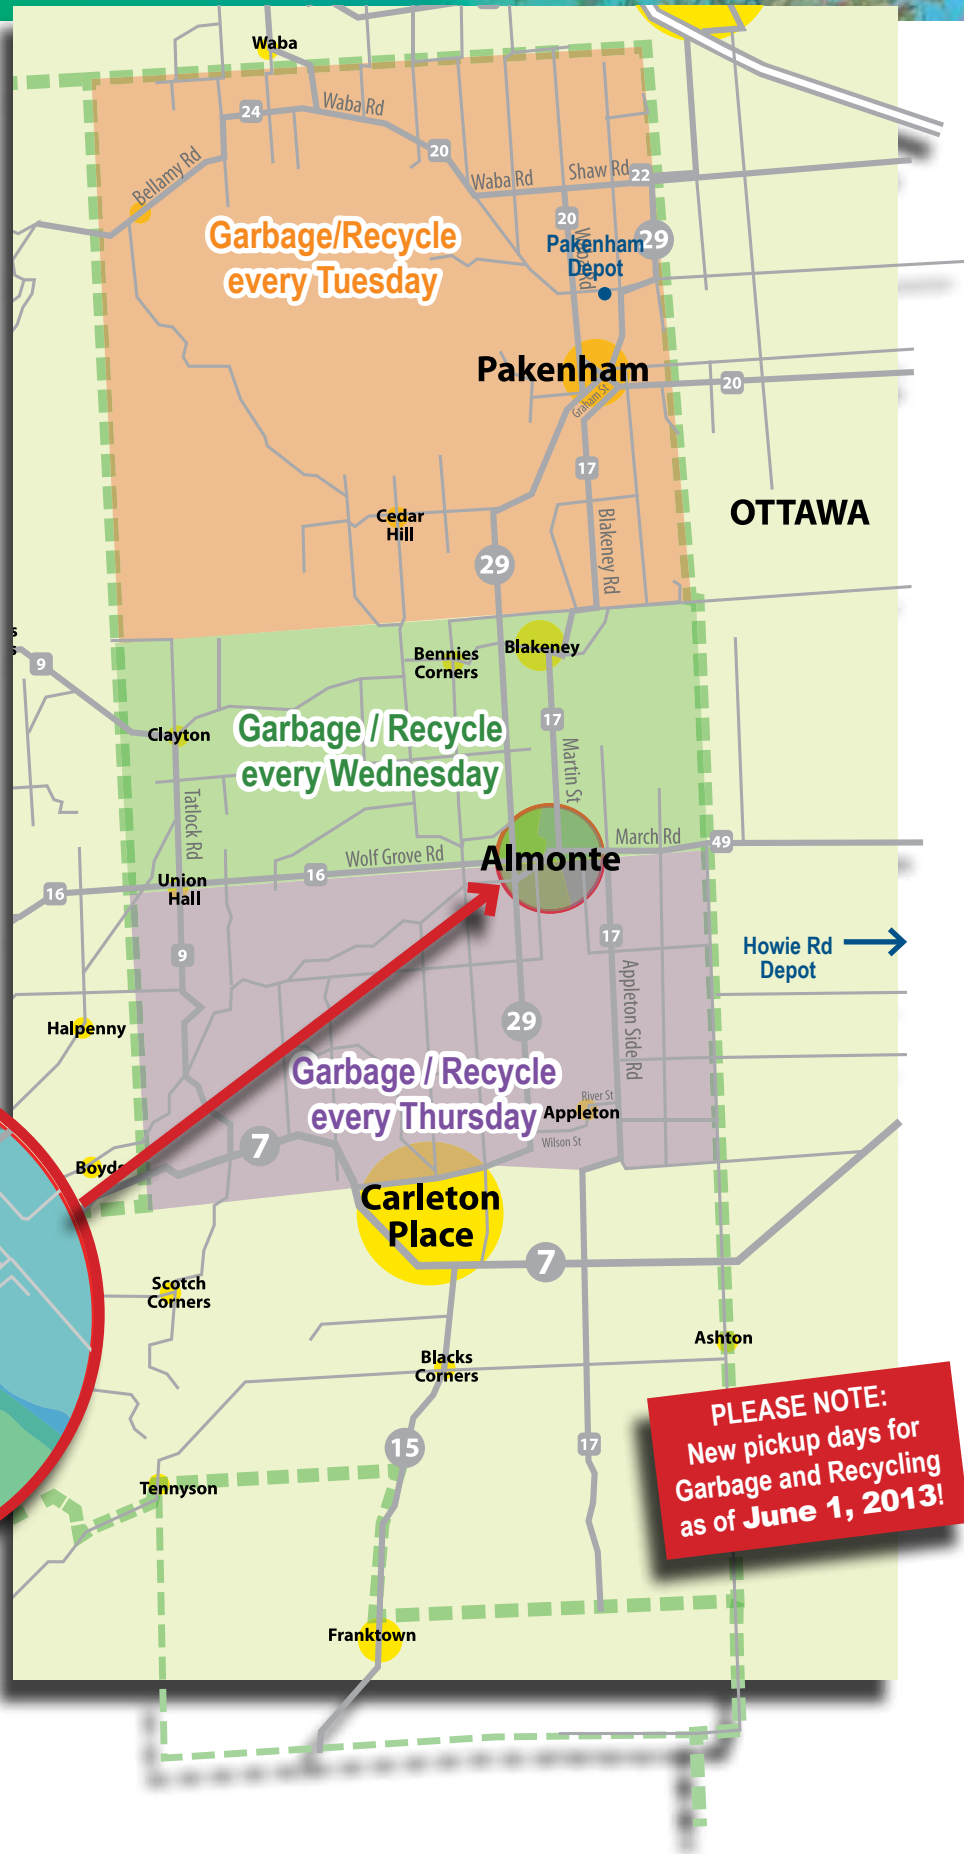 Waba
24
Waba Rd
20
Bellamy Rd
Waba Rd
Shaw Rd
22
20
Waba Rd
29
Garbage/Recycle
every Tuesday
Pakenham
Depot
Pakenham
Graham St
20
17
Cedar
Hill
OTTAWA
29
Blakeney Rd
9
Bennies
Corners
Blakeney
Clayton
17
Garbage / Recycle
every Wednesday
Martin St
Tatlock Rd
March Rd
49
Wolf Grove Rd
Almonte
16
Union
Hall
16
17
9
Howie Rd
Depot
Appleton Side Rd
Halpenny
29
Garbage / Recycle
every Thursday
River St
Appleton
Wilson St
7
Boyds
Carleton
Place
7
Scotch
Corners
Ashton
Blacks
Corners
PLEASE NOTE:
New pickup days for
Garbage and Recycling
as of June 1, 2013!
15
17
Tennyson
Franktown